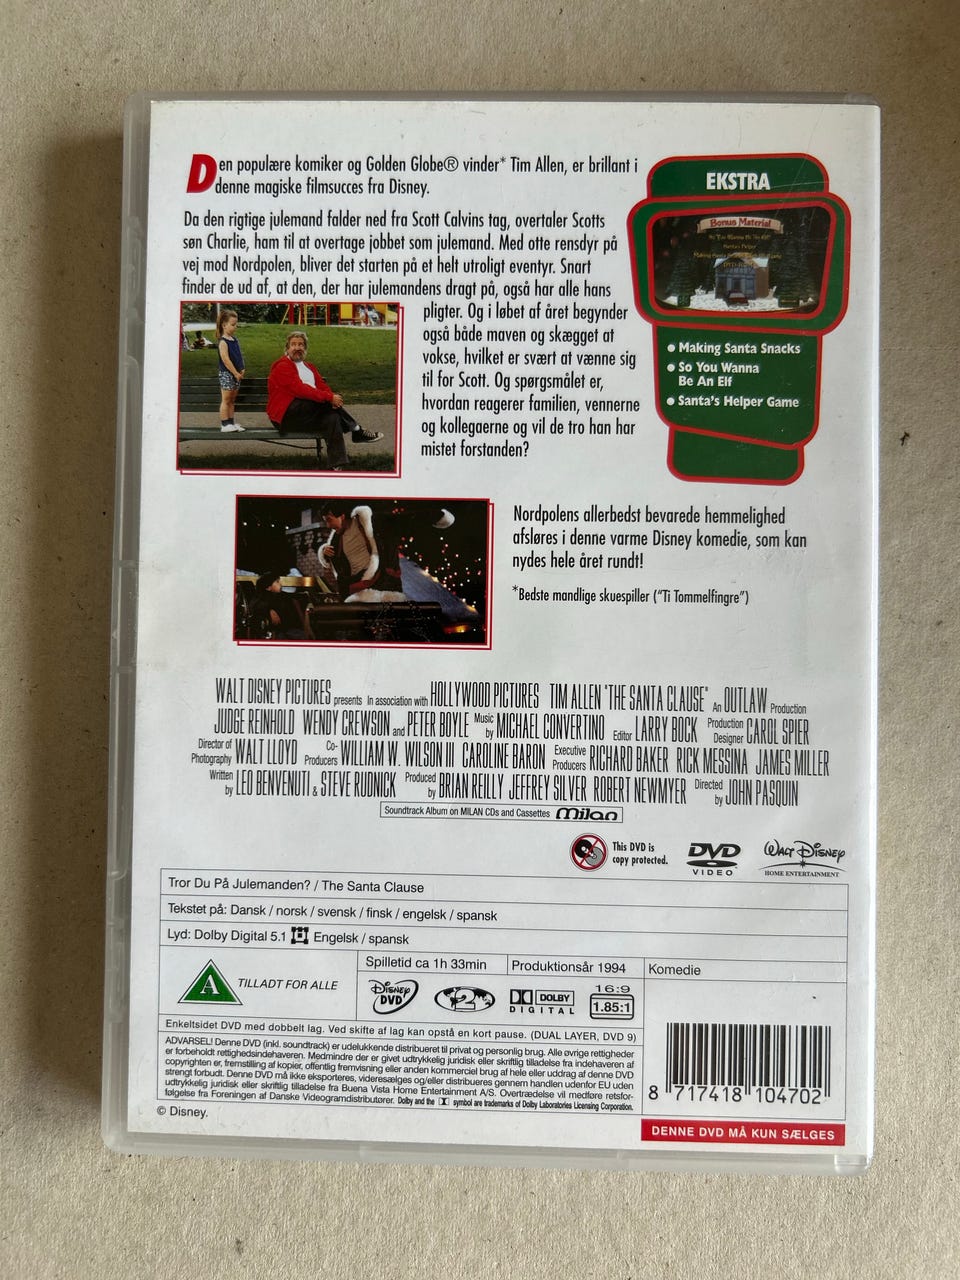 Den populære komiker og Golden Globe® vinder* Tim Allen, er brillant i
denne magiske filmsucces fra Disney.
Da den rigtige julemand falder ned fra Scott Calvins tag, overtaler Scotts
søn Charlie, ham til at overtage jobbet som julemand. Med otte rensdyr på
vej mod Nordpolen, bliver det starten på et helt utroligt eventyr. Snart
finder de ud af, at den, der har julemandens dragt på, også har alle hans
pligter. Og i løbet af året begynder
også både maven og skægget at
vokse, hvilket er svært at vænne sig
til for Scott. Og spørgsmålet er,
hvordan reagerer familien, vennerne
og kollegaerne og vil de tro han har
mistet forstanden?
EKSTRA
Bonus Material
So You Wanna Be An Elf
Santa's Helper
• Making Santa Snacks
• So You Wanna
Be An Elf
• Santa's Helper Game
Nordpolens allerbedst bevarede hemmelighed
afsløres i denne varme Disney komedie, som kan
nydes hele året rundt!
*Bedste mandlige skuespiller ("Ti Tommelfingre")
WALT DISNEY PICTURES presents In association with HOLLYWOOD PICTURES TIM ALLEN "THE SANTA CLAUSE" An OUTLAW Production
JUDGE REINHOLD WENDY CREWSON and PETER BOYLE Music by MICHAEL CONVERTINO Editor LARRY BOCK Production Designer CAROL SPIER
Director of Photography WALT LLOYD Co-Producers WILLIAM W. WILSON III CAROLINE BARON Executive Producers RICHARD BAKER RICK MESSINA JAMES MILLER
Written by LEO BENVENUTI & STEVE RUDNICK Produced by BRIAN REILLY JEFFREY SILVER ROBERT NEWMYER Directed by JOHN PASQUIN
Soundtrack Album on MILAN CDs and Cassettes Milan
This DVD is
copy protected.
DVD
VIDEO
WALT DISNEY
HOME ENTERTAINMENT
Tror Du På Julemanden? / The Santa Clause
Tekstet på: Dansk / norsk / svensk / finsk / engelsk / spansk
Lyd: Dolby Digital 5.1 Engelsk / spansk
A TILLADT FOR ALLE
Spilletid ca 1h 33min
Produktionsår 1994
Komedie
DISNEY
DVD
2
DOLBY
DIGITAL
16:9
1.85:1
Enkeltsidet DVD med dobbelt lag. Ved skifte af lag kan opstå en kort pause. (DUAL LAYER, DVD 9)
ADVARSEL! Denne DVD (inkl. soundtrack) er udelukkende distribueret til privat og personlig brug. Alle øvrige rettigheder
er forbeholdt rettighedsindehaveren. Medmindre der er givet udtrykkelig juridisk eller skriftlig tilladelse fra indehaveren af
copyrighten er, fremstilling af kopier, offentlig fremvisning eller anden kommerciel brug af hele eller uddrag af denne DVD
strengt forbudt. Denne DVD må ikke eksporteres, videresælges og/eller distribueres gennem handlen udenfor EU uden
udtrykkelig juridisk eller skriftlig tilladelse fra Buena Vista Home Entertainment A/S. Overtrædelse vil medføre retsfor-
følgelse fra Foreningen af Danske Videogramdistributører. Dolby and the symbol are trademarks of Dolby Laboratories Licensing Corporation.
8 717418 104702
© Disney.
DENNE DVD MÅ KUN SÆLGES